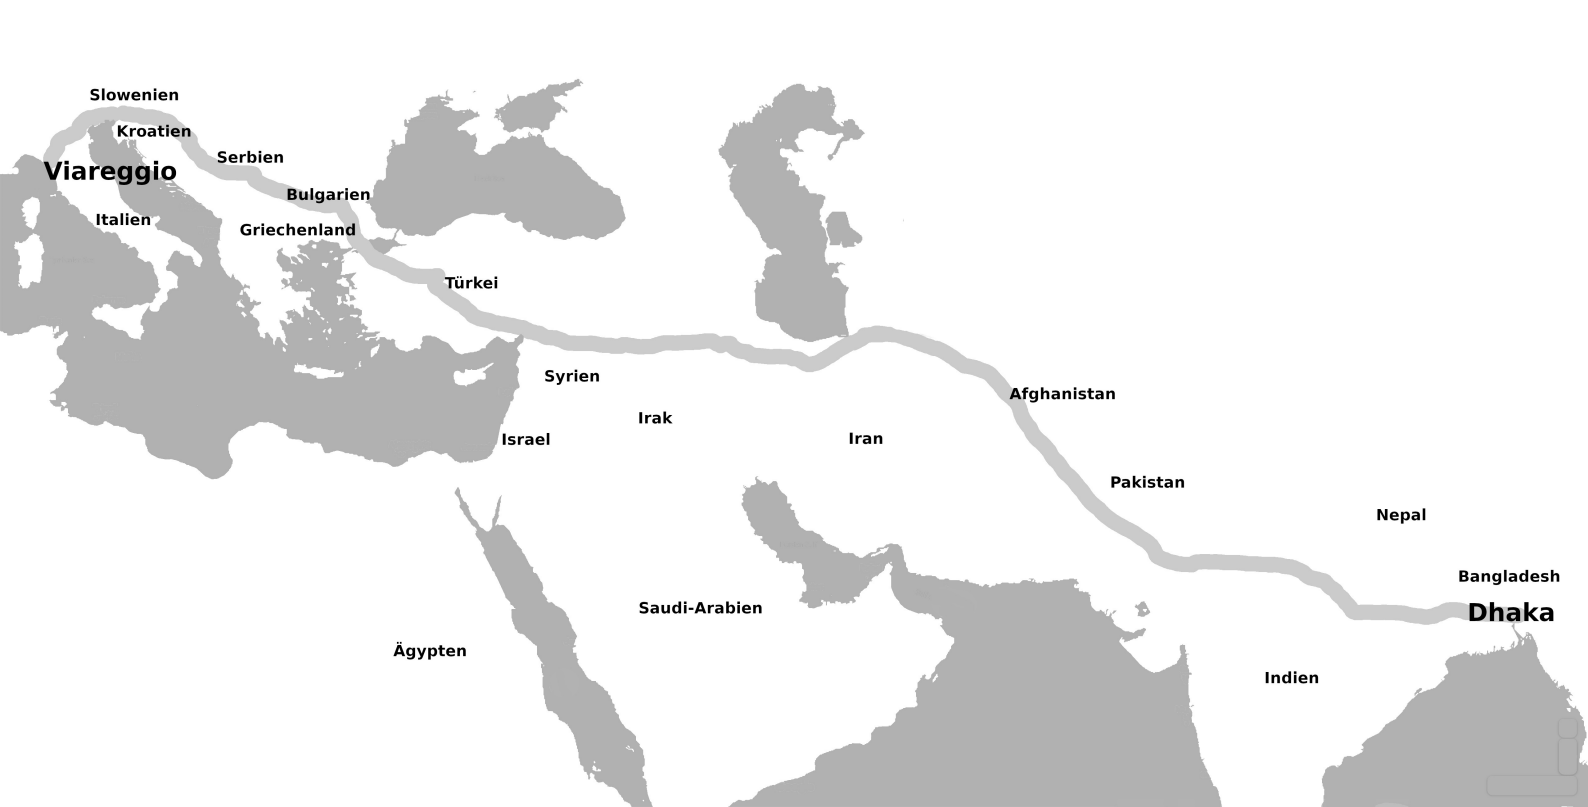 Slowenien
Kroatien
Serbien
Viareggio
Bulgarien
Italien
Griechenland
Türkei
Syrien
Afghanistan
Irak
Israel
Iran
Pakistan
Nepal
Bangladesh
Saudi-Arabien
Dhaka
Ägypten
Indien